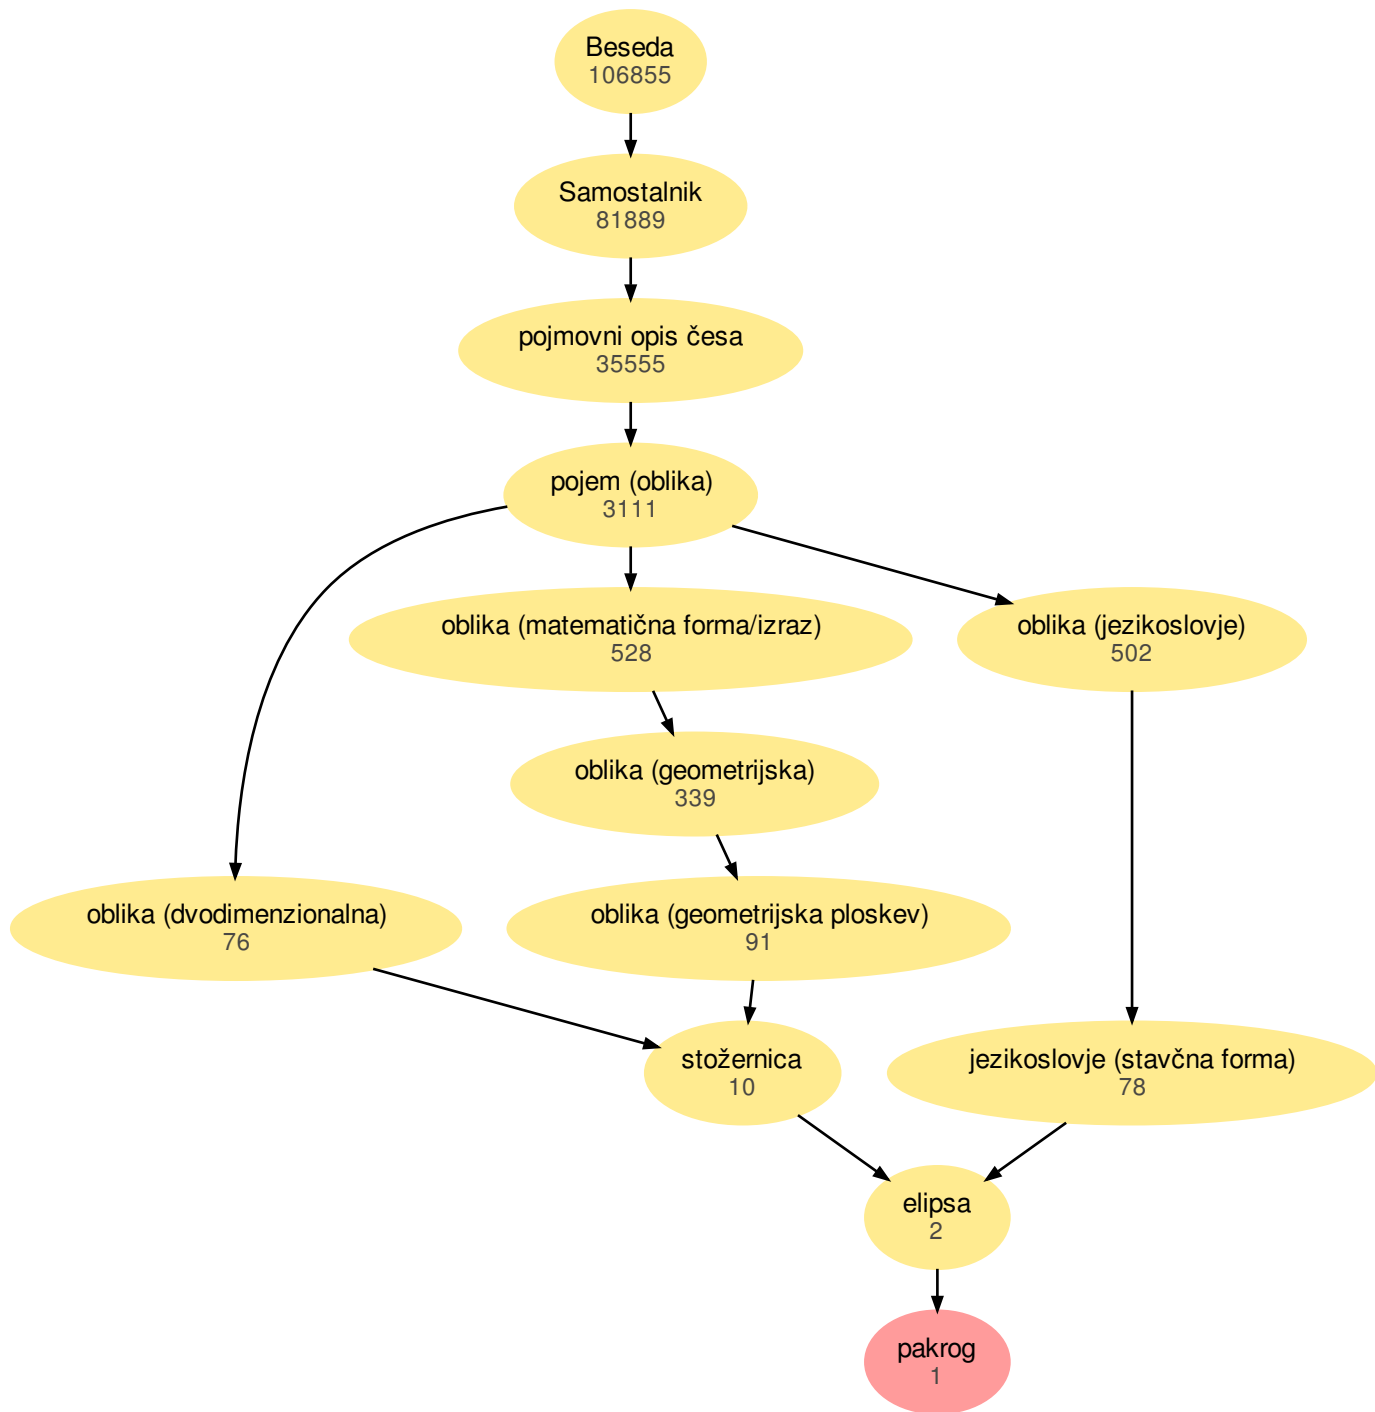 Beseda
106855
Samostalnik
81889
pojmovni opis česa
35555
pojem (oblika)
3111
oblika (matematična forma/izraz)
528
oblika (jezikoslovje)
502
oblika (geometrijska)
339
oblika (dvodimenzionalna)
76
oblika (geometrijska ploskev)
91
stožernica
10
jezikoslovje (stavčna forma)
78
elipsa
2
pakrog
1